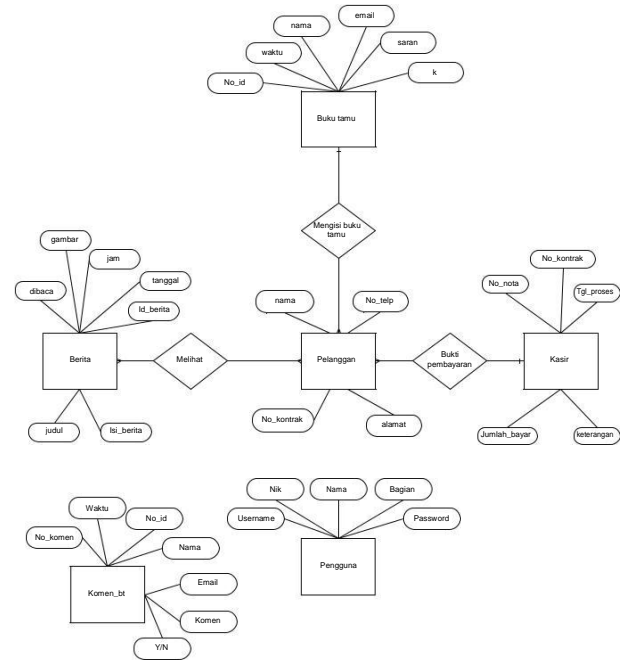 nama
email
waktu
saran
No_id
k
Buku tamu
Mengisi buku
tamu
gambar
jam
tanggal
dibaca
Id_berita
Berita
judul
Isi_berita
Melihat
nama
No_telp
Pelanggan
No_kontrak
alamat
Bukti
pembayaran
No_kontrak
No_nota
Tgl_proses
Kasir
Jumlah_bayar
keterangan
Waktu
No_id
No_komen
Nama
Komen_bt
Email
Komen
Y/N
Nik
Nama
Bagian
Username
Password
Pengguna